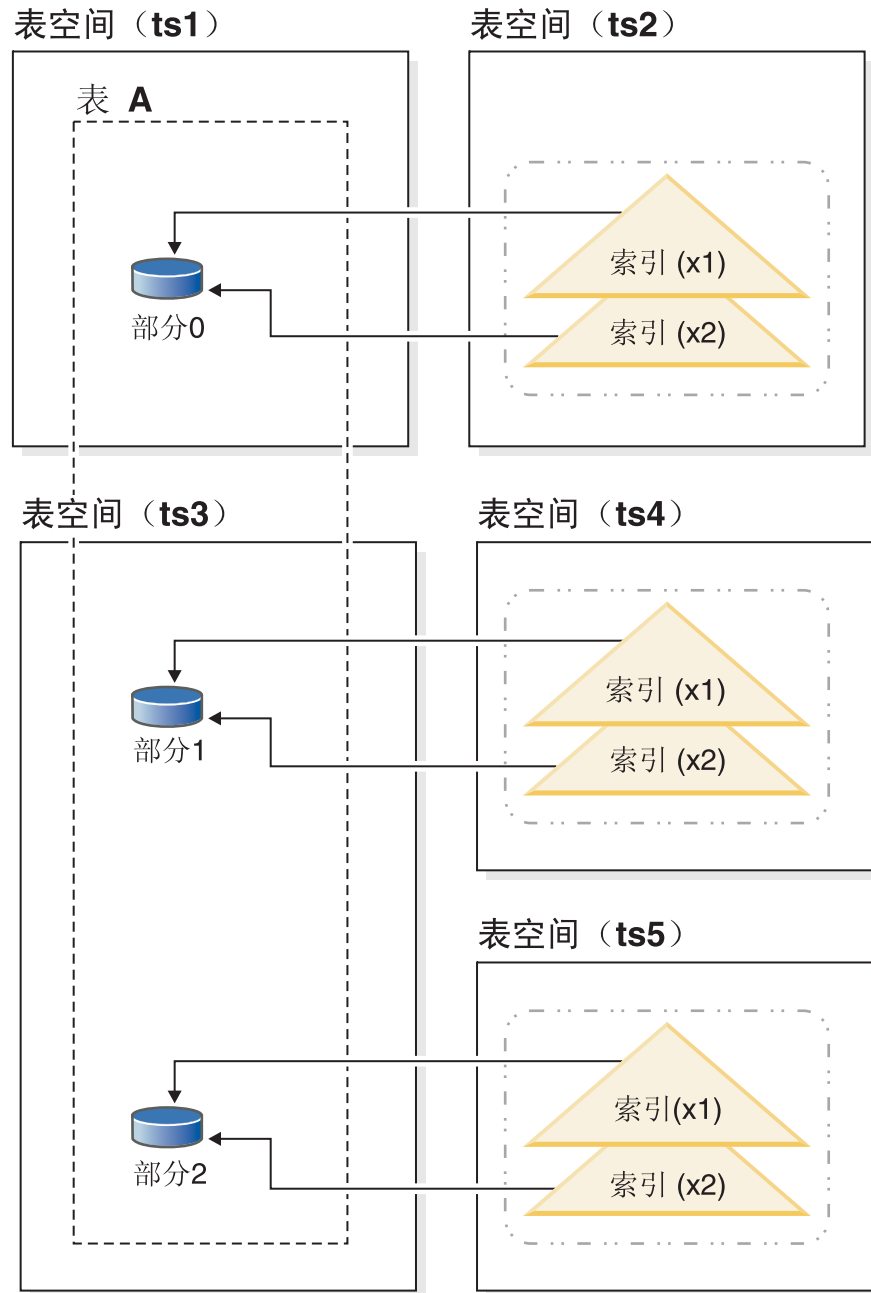 表空间（ts1）
表空间（ts2）
表 A
索引 (x1)
部分0
索引 (x2)
表空间（ts3）
表空间（ts4）
索引 (x1)
部分1
索引 (x2)
表空间（ts5）
索引(x1)
部分2
索引 (x2)